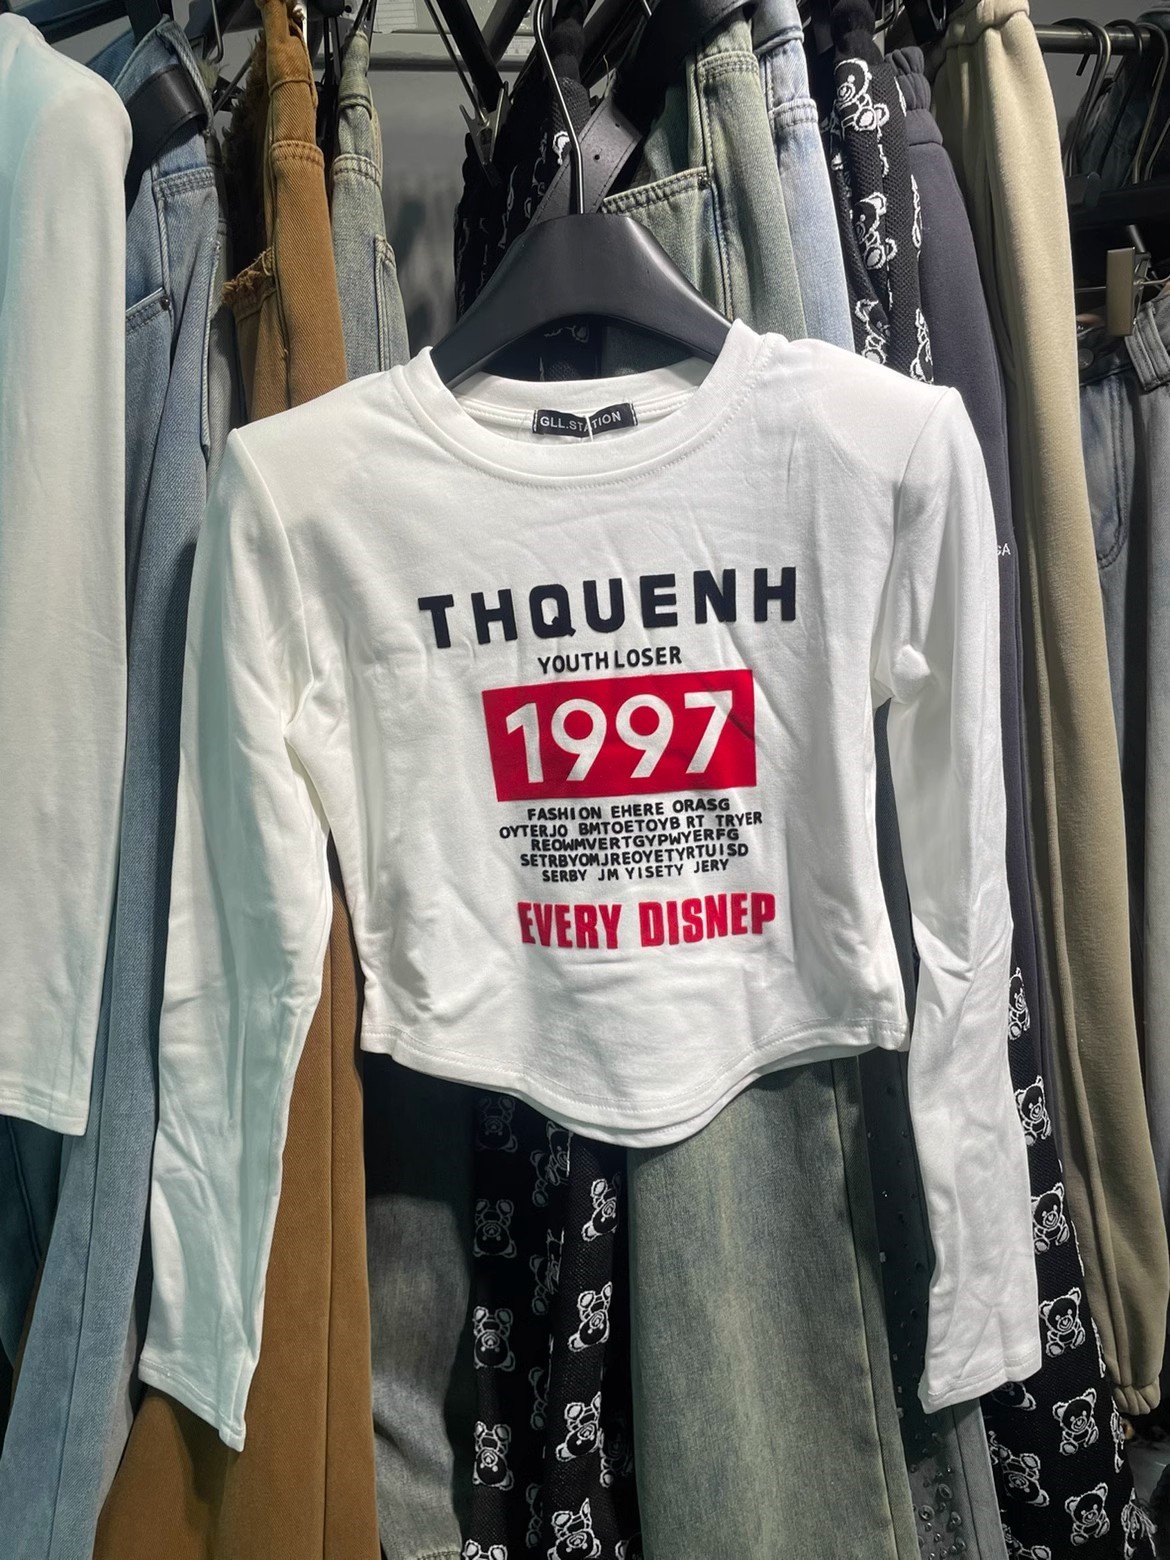 GLL.STATION
THQUENH
YOUTH LOSER
1997
FASHION EHERE ORASG
OYTERJO BMTOETOYB RT TRYER
REOWMVERTGYPWYERFG
SETRBYOMJREOYETYRTUISD
SERBY JM YISETY JERY
EVERY DISNEP
GA